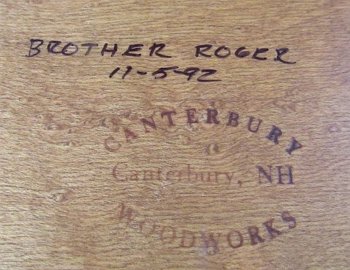 BROTHER ROGER
11-5-92
CANTERBURY
Canterbury, NH
WOODWORKS